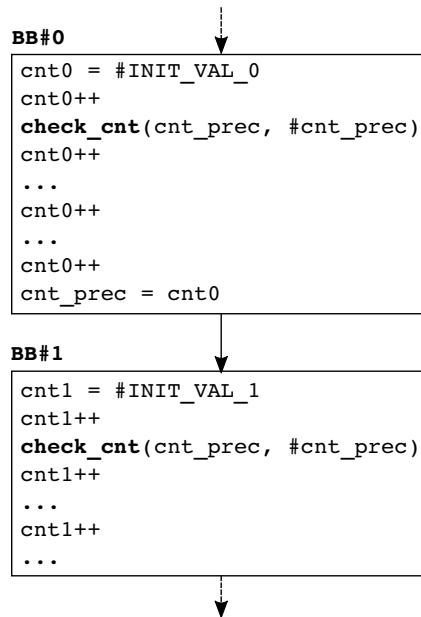 BB#0
cnt0 = #INIT_VAL_0
cnt0++
check_cnt(cnt_prec, #cnt_prec)
cnt0++
...
cnt0++
...
cnt0++
cnt_prec = cnt0
BB#1
cnt1 = #INIT_VAL_1
cnt1++
check_cnt(cnt_prec, #cnt_prec)
cnt1++
...
cnt1++
...